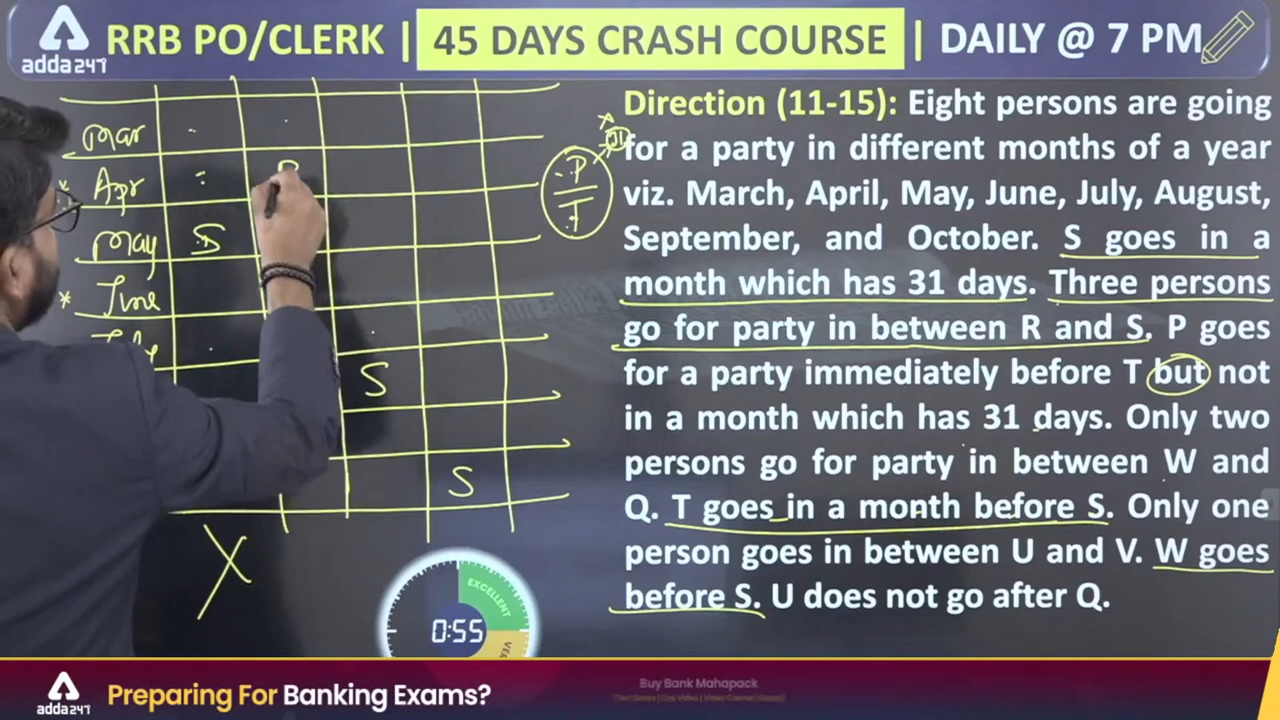 adda247
RRB PO/CLERK | 45 DAYS CRASH COURSE | DAILY @ 7 PM
Direction (11-15): Eight persons are going
for a party in different months of a year
viz. March, April, May, June, July, August,
September, and October. S goes in a
month which has 31 days. Three persons
go for party in between R and S. P goes
for a party immediately before T but not
in a month which has 31 days. Only two
persons go for party in between W and
Q. T goes in a month before S. Only one
person goes in between U and V. W goes
before S. U does not go after Q.
Mar
* Apr
May S
* June
S
S
X
P
T
31
EXCELLENT
0:55
adda247
Preparing For Banking Exams?
Buy Bank Mahapack